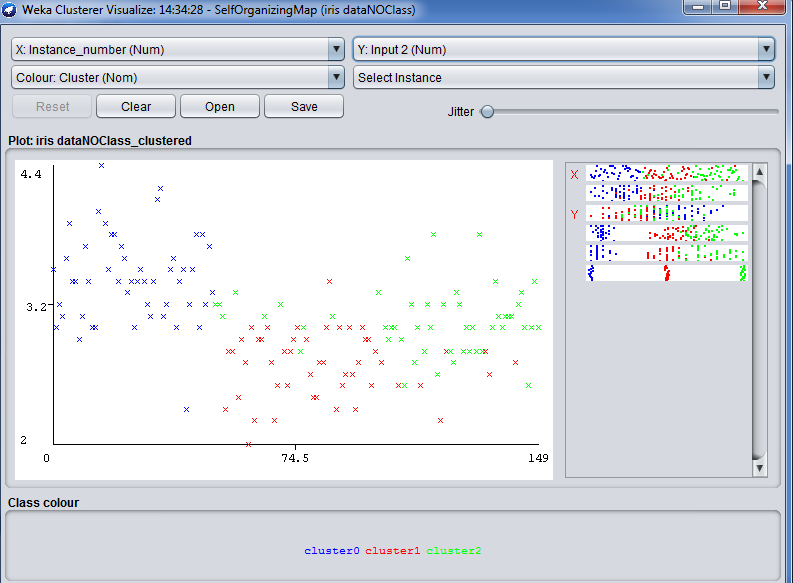 Weka Clusterer Visualize: 14:34:28 - SelfOrganizingMap (iris dataNOClass)
X: Instance_number (Num) Y: Input 2 (Num)
Colour: Cluster (Nom) Select Instance
Reset Clear Open Save Jitter
Plot: iris dataNOClass_clustered
4.4
X
Y
3.2
2
0 74.5 149
Class colour
cluster0 cluster1 cluster2